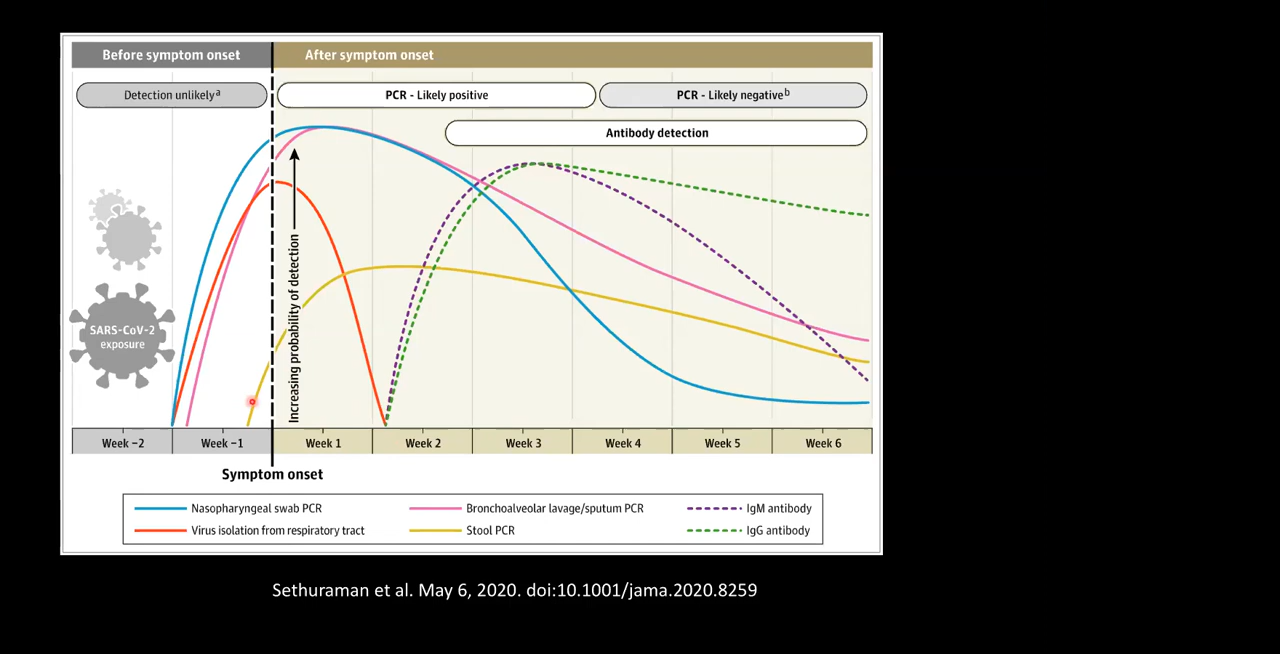 Before symptom onset
After symptom onset
Detection unlikelyᵃ
PCR - Likely positive
PCR - Likely negativeᵇ
Antibody detection
Increasing probability of detection
SARS-CoV-2
exposure
Week −2
Week −1
Week 1
Week 2
Week 3
Week 4
Week 5
Week 6
Symptom onset
Nasopharyngeal swab PCR
Bronchoalveolar lavage/sputum PCR
IgM antibody
Virus isolation from respiratory tract
Stool PCR
IgG antibody
Sethuraman et al. May 6, 2020. doi:10.1001/jama.2020.8259